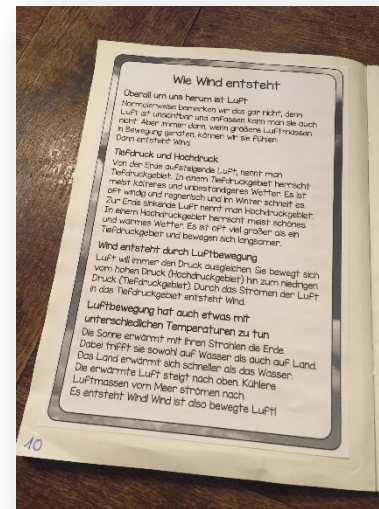 Wie Wind entsteht
Überall um uns herum ist Luft
Normalerweise bemerken wir das gar nicht, denn
Luft ist unsichtbar und anfassen kann man sie auch
nicht. Aber immer dann, wenn größere Luftmassen
in Bewegung geraten, können wir sie fühlen.
Dann entsteht Wind.
Tiefdruck und Hochdruck
Von der Erde aufsteigende Luft, nennt man
Tiefdruckgebiet. In einem Tiefdruckgebiet herrscht
meist kälteres und unbeständigeres Wetter. Es ist
oft windig und regnerisch und im Winter schneit es.
Zur Erde sinkende Luft nennt man Hochdruckgebiet.
In einem Hochdruckgebiet herrscht meist schönes
und warmes Wetter. Es ist oft viel größer als ein
Tiefdruckgebiet und bewegen sich langsamer.
Wind entsteht durch Luftbewegung
Luft will immer den Druck ausgleichen. Sie bewegt sich
vom hohen Druck (Hochdruckgebiet) hin zum niedrigen
Druck (Tiefdruckgebiet). Durch das Strömen der Luft
in das Tiefdruckgebiet entsteht Wind.
Luftbewegung hat auch etwas mit
unterschiedlichen Temperaturen zu tun
Die Sonne erwärmt mit ihren Strahlen die Erde.
Dabei trifft sie sowohl auf Wasser als auch auf Land.
Das Land erwärmt sich schneller als das Wasser.
Die erwärmte Luft steigt nach oben. Kühlere
Luftmassen vom Meer strömen nach.
Es entsteht Wind! Wind ist also bewegte Luft!
10